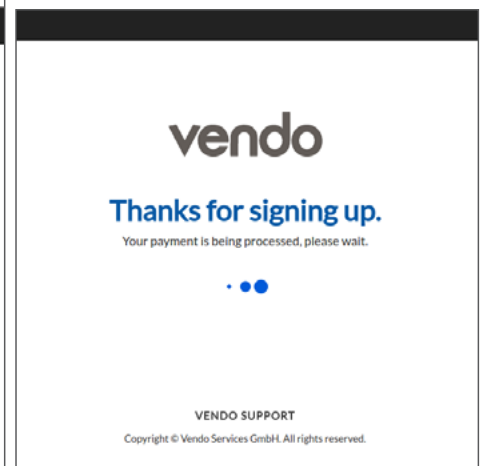 vendo
Thanks for signing up.
Your payment is being processed, please wait.
VENDO SUPPORT
Copyright © Vendo Services GmbH. All rights reserved.